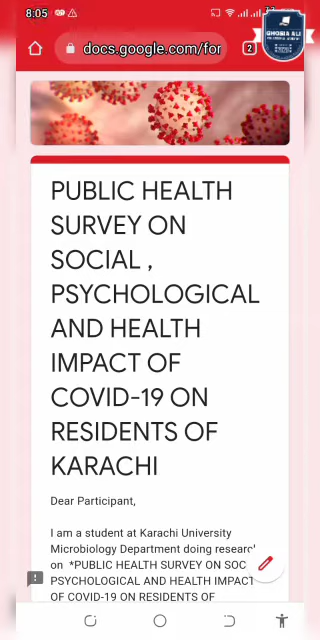 8:05
docs.google.com/for
2
GHOSIA ALI
PUBLIC HEALTH
SURVEY ON
SOCIAL ,
PSYCHOLOGICAL
AND HEALTH
IMPACT OF
COVID-19 ON
RESIDENTS OF
KARACHI
Dear Participant,
I am a student at Karachi University
Microbiology Department doing researc
on *PUBLIC HEALTH SURVEY ON SOC
PSYCHOLOGICAL AND HEALTH IMPACT
OF COVID-19 ON RESIDENTS OF